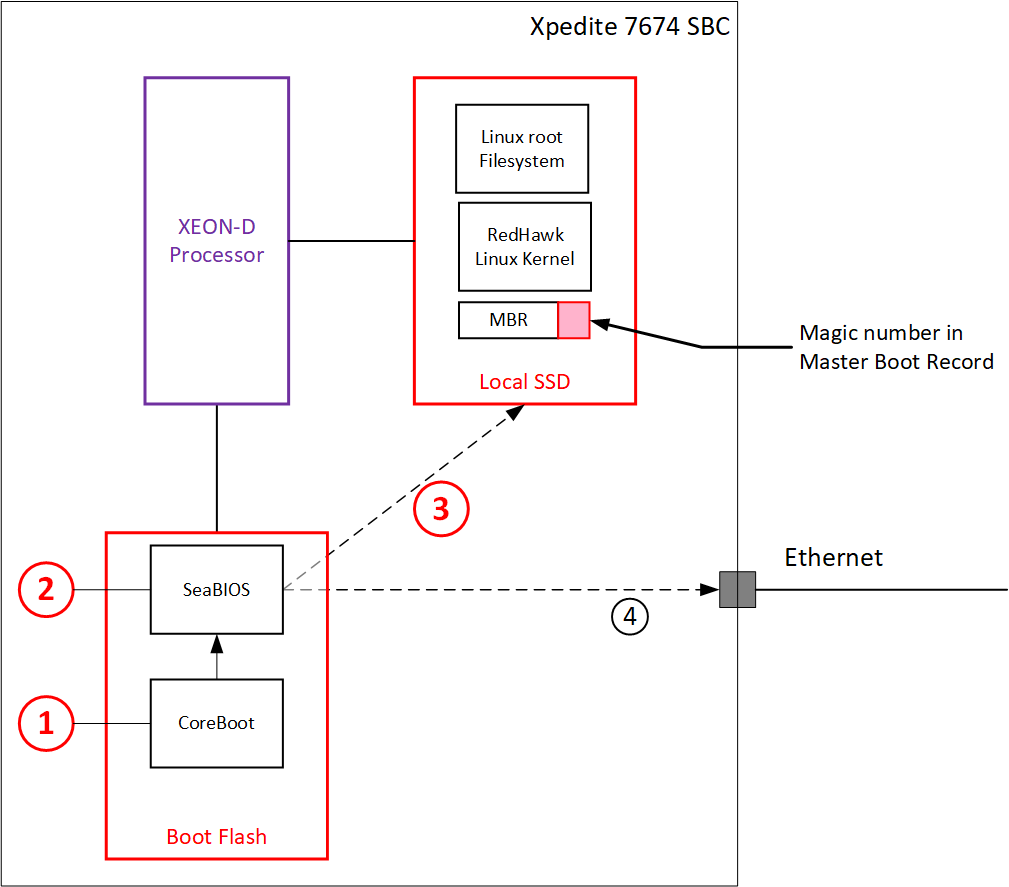 Xpedite 7674 SBC
Linux root
Filesystem
XEON-D
Processor
RedHawk
Linux Kernel
MBR
Magic number in
Master Boot Record
Local SSD
3
Ethernet
2
SeaBIOS
4
1
CoreBoot
Boot Flash